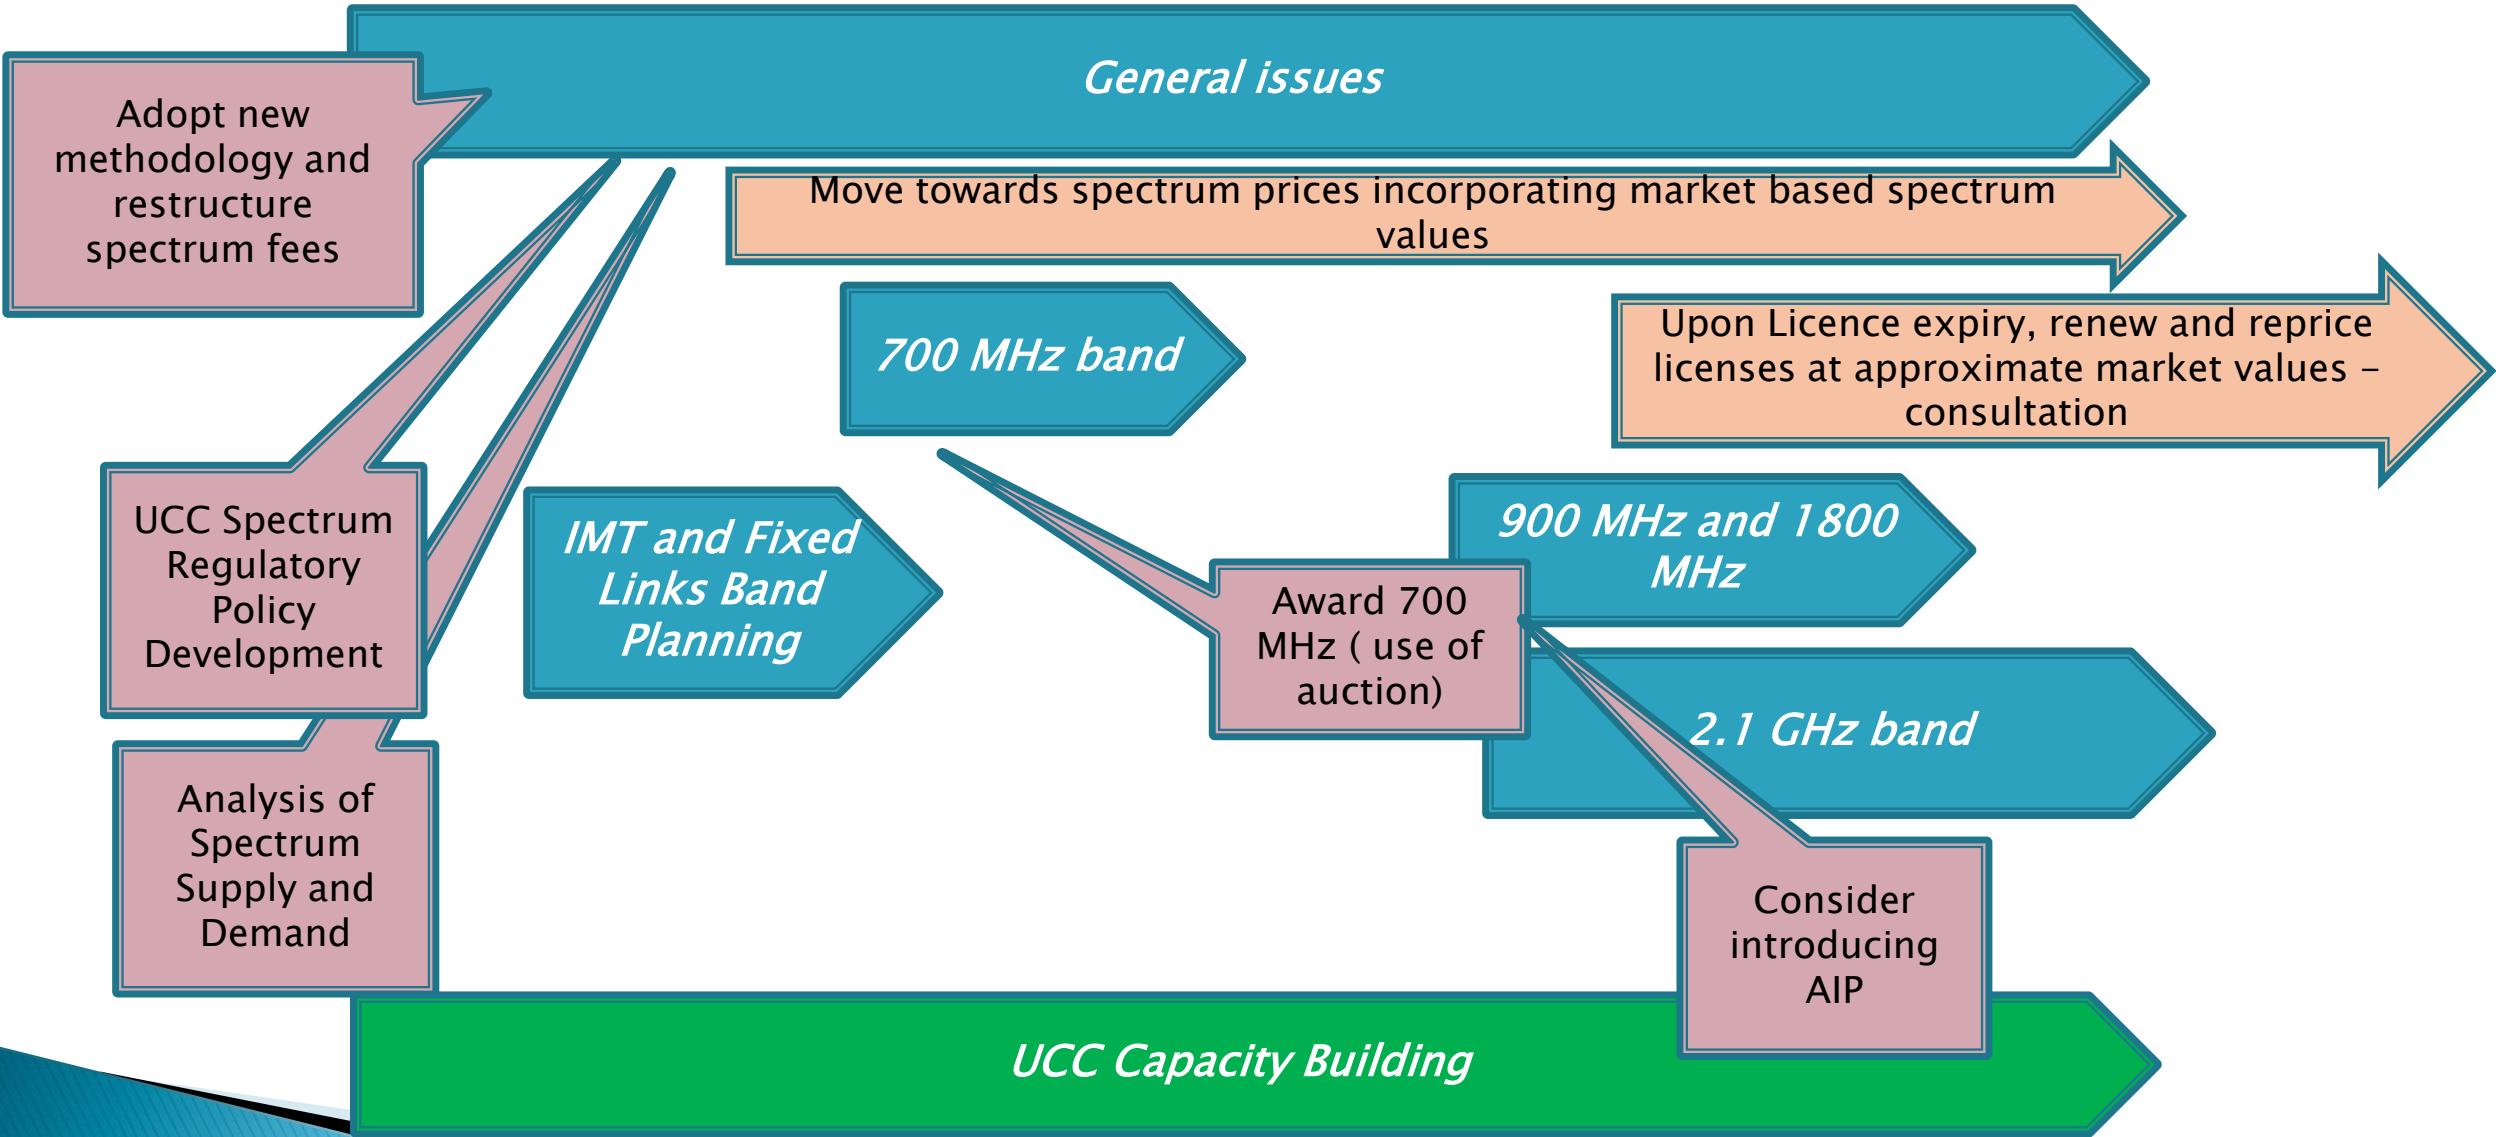 General issues
Adopt new
methodology and
restructure
spectrum fees
Move towards spectrum prices incorporating market based spectrum
values
700 MHz band
Upon Licence expiry, renew and reprice
licenses at approximate market values –
consultation
UCC Spectrum
Regulatory
Policy
Development
IMT and Fixed
Links Band
Planning
900 MHz and 1800
MHz
Award 700
MHz ( use of
auction)
2.1 GHz band
Analysis of
Spectrum
Supply and
Demand
Consider
introducing
AIP
UCC Capacity Building